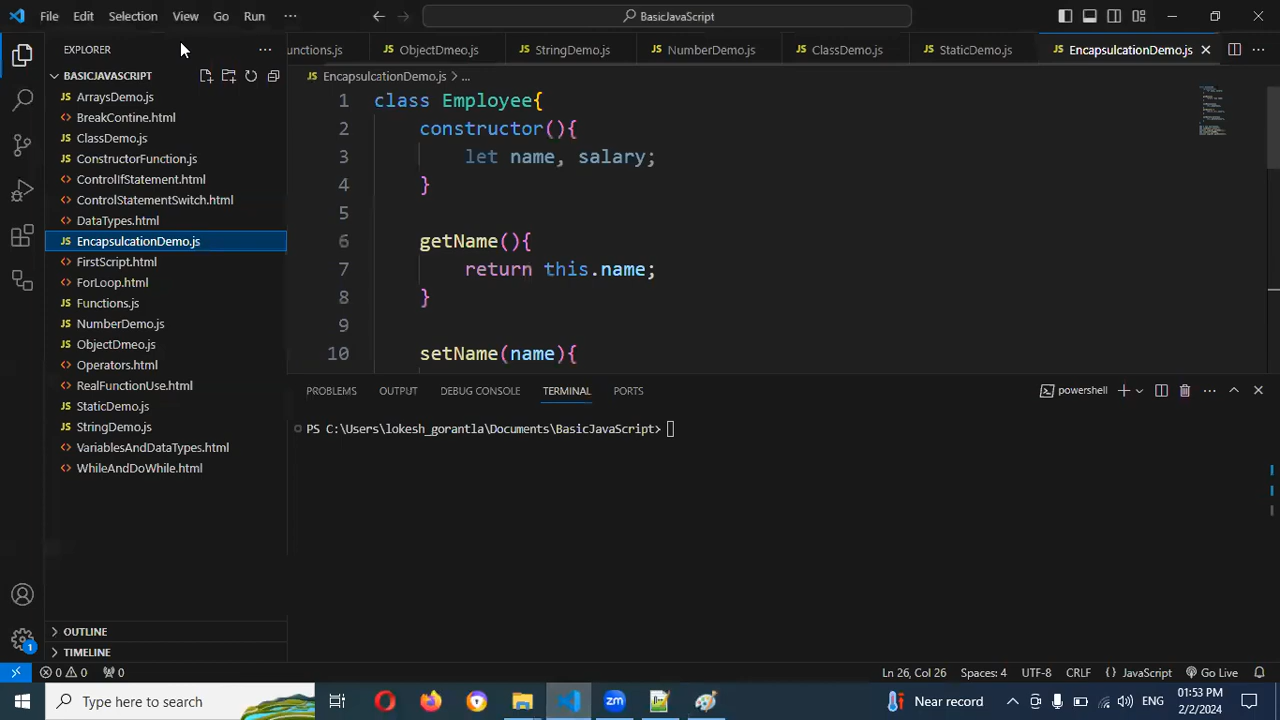 File Edit Selection View Go Run ···
BasicJavaScript
EXPLORER
BASICJAVASCRIPT
ArraysDemo.js
BreakContine.html
ClassDemo.js
ConstructorFunction.js
ControlIfStatement.html
ControlStatementSwitch.html
DataTypes.html
EncapsulcationDemo.js
FirstScript.html
ForLoop.html
Functions.js
NumberDemo.js
ObjectDmeo.js
Operators.html
RealFunctionUse.html
StaticDemo.js
StringDemo.js
VariablesAndDataTypes.html
WhileAndDoWhile.html
OUTLINE
TIMELINE
unctions.js ObjectDmeo.js StringDemo.js NumberDemo.js ClassDemo.js StaticDemo.js EncapsulcationDemo.js
JS EncapsulcationDemo.js > ...
1 class Employee{
2 constructor(){
3 let name, salary;
4 }
5
6 getName(){
7 return this.name;
8 }
9
10 setName(name){
PROBLEMS OUTPUT DEBUG CONSOLE TERMINAL PORTS
powershell
PS C:\Users\lokesh_gorantla\Documents\BasicJavaScript>
0 0 0 Ln 26, Col 26 Spaces: 4 UTF-8 CRLF {} JavaScript Go Live
Type here to search
Near record
ENG
01:53 PM
2/2/2024